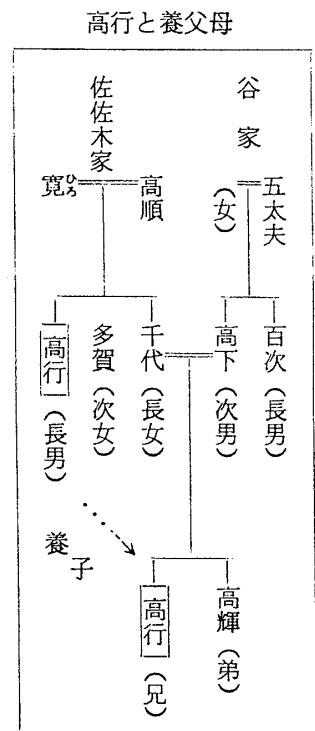 高行と養父母
谷家
五太夫
(女)
佐佐木家
高順
寛ひろ
百次(長男)
高下(次男)
千代(長女)
多賀(次女)
高行(長男)
養子
高輝(弟)
高行(兄)